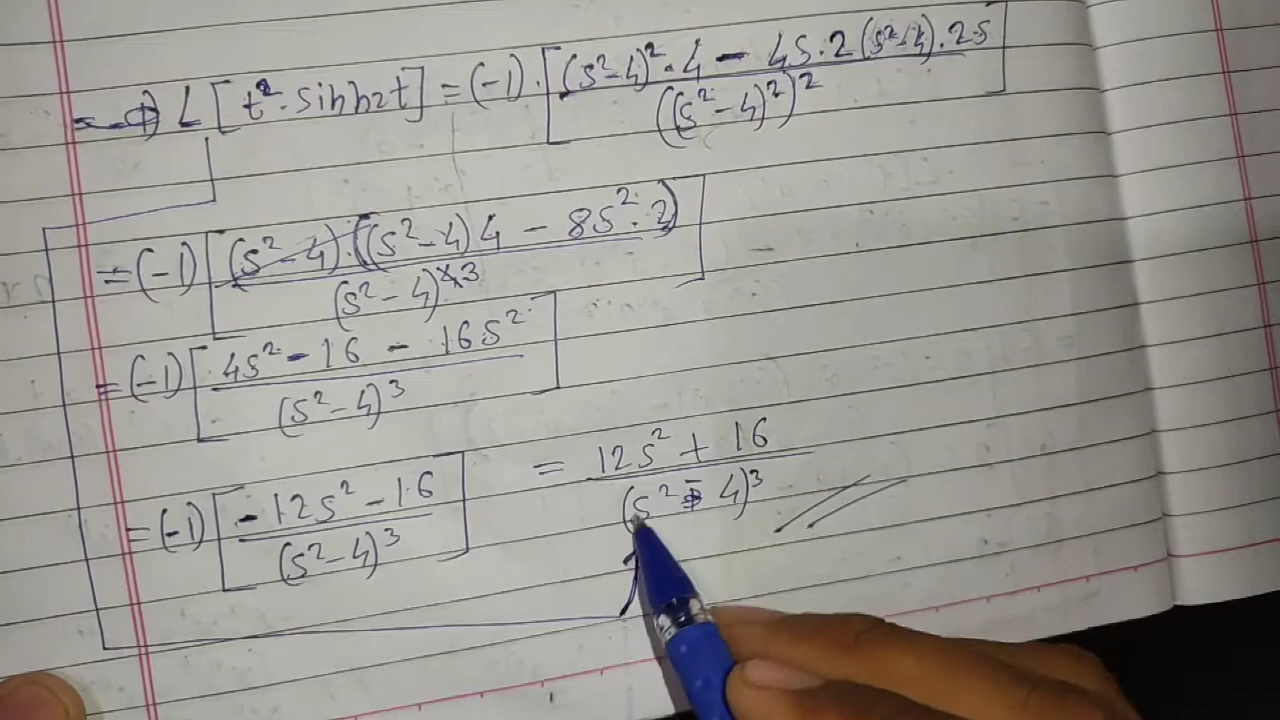 ⇒ L[t². sinh2t] = (-1).[(s²-4)².4 - 4s.2(s²-4).2s / ((s²-4)²)²]
= (-1)[(s²-4).((s²-4)4 - 8s².2) / (s²-4)⁴³]
= (-1)[4s² - 16 - 16s² / (s²-4)³]
= (-1)[-12s² - 16 / (s²-4)³] = 12s² + 16 / (s² - 4)³